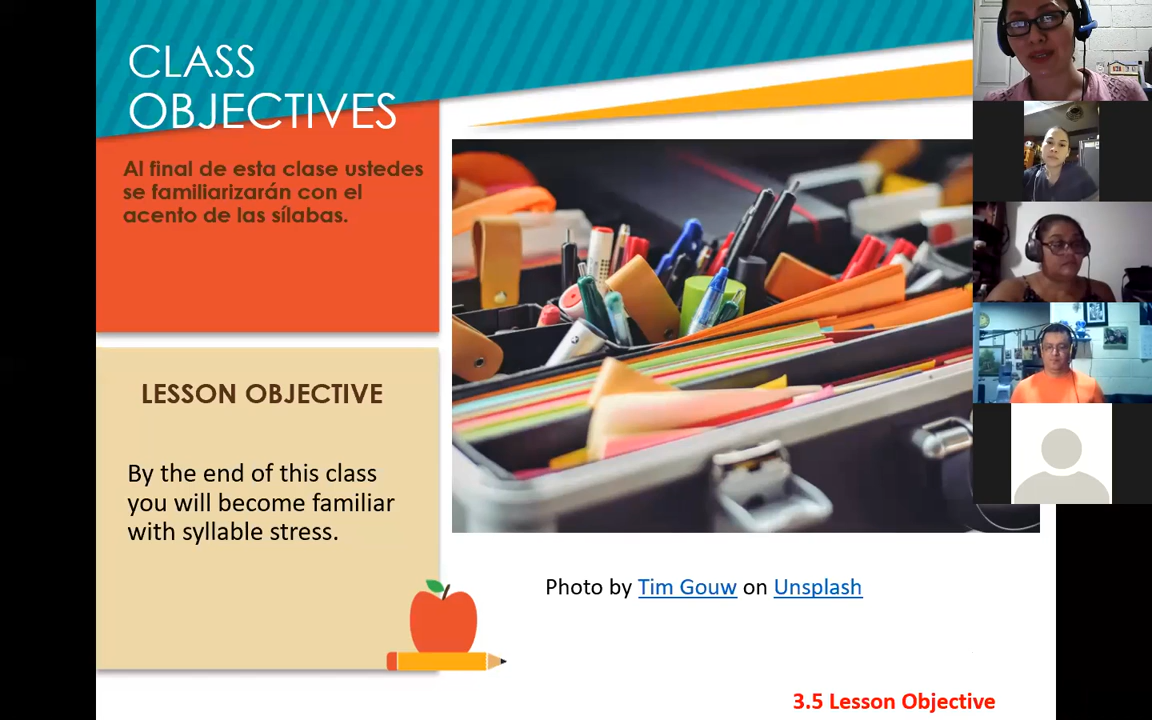 CLASS
OBJECTIVES
Al final de esta clase ustedes
se familiarizarán con el
acento de las sílabas.
LESSON OBJECTIVE
By the end of this class
you will become familiar
with syllable stress.
Photo by Tim Gouw on Unsplash
3.5 Lesson Objective